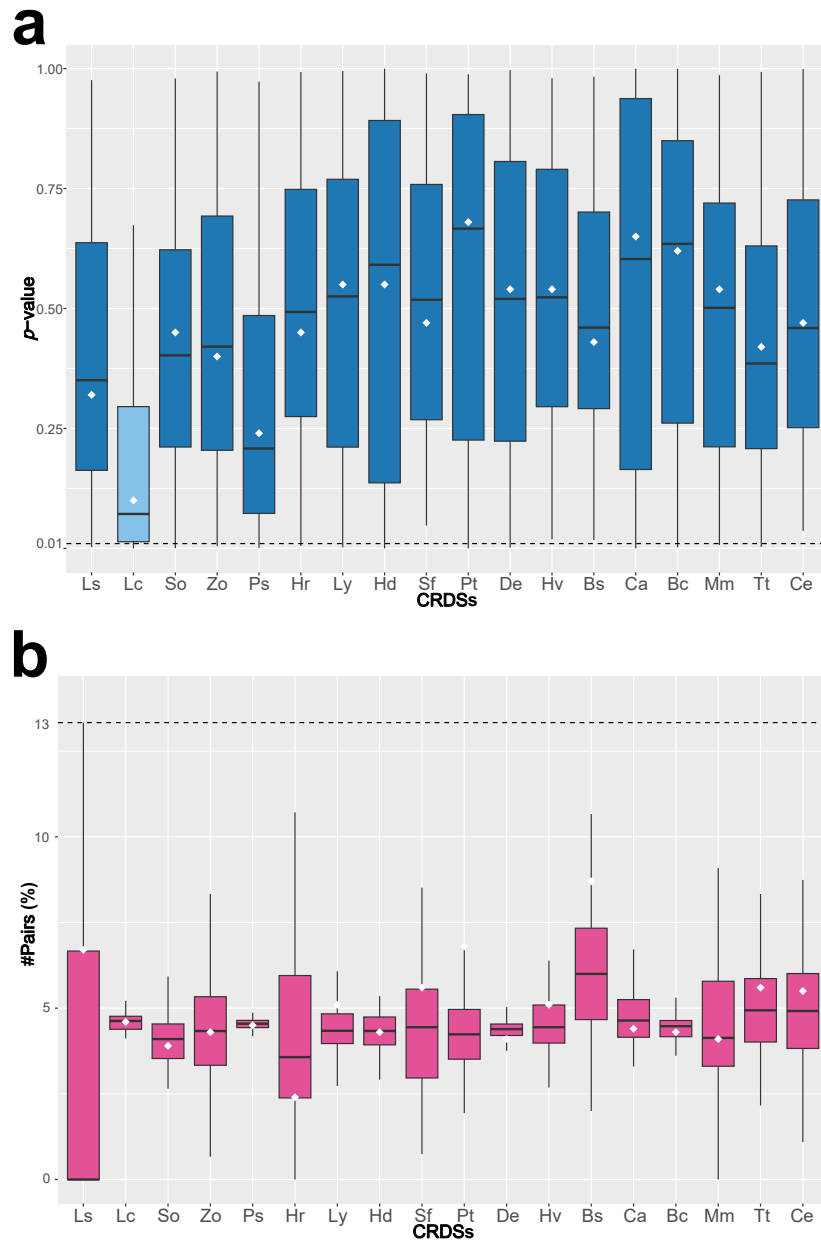 a
1.00
0.75
0.50
0.25
0.01
p-value
Ls Lc So Zo Ps Hr Ly Hd Sf Pt De Hv Bs Ca Bc Mm Tt Ce
CRDSs
b
13
10
5
0
#Pairs (%)
Ls Lc So Zo Ps Hr Ly Hd Sf Pt De Hv Bs Ca Bc Mm Tt Ce
CRDSs